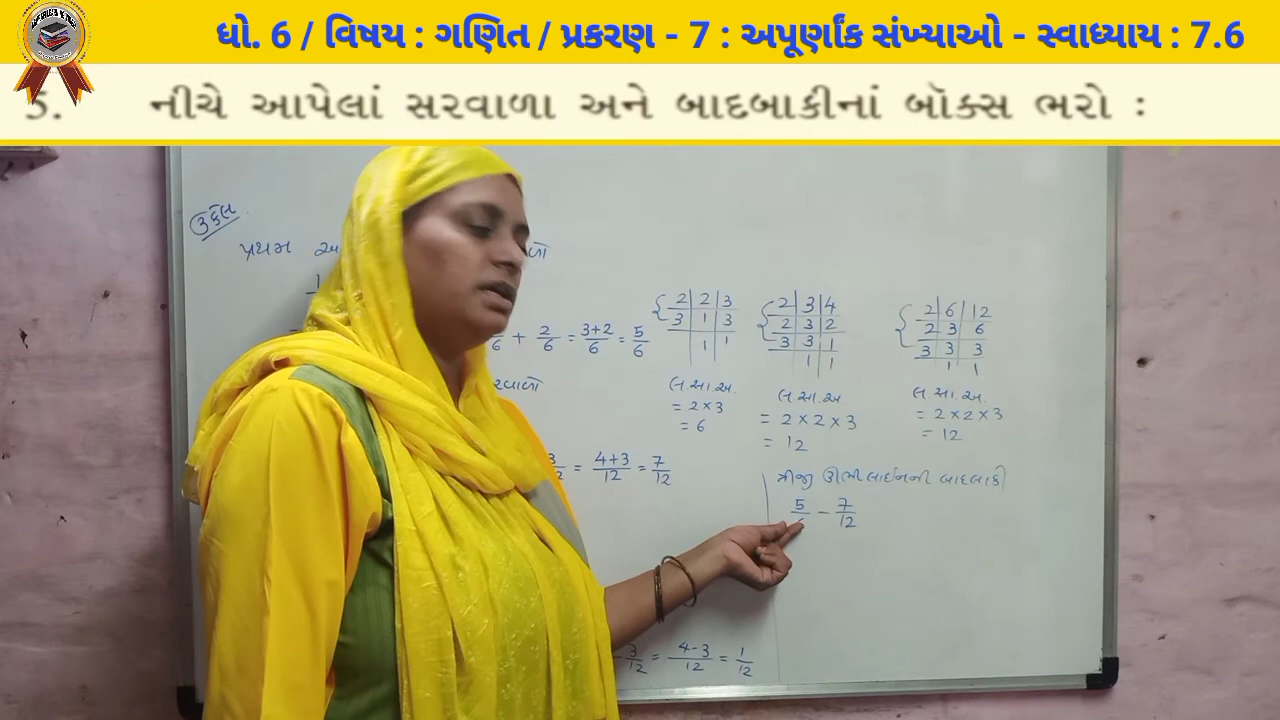 ધો. 6 / વિષય : ગણિત / પ્રકરણ - 7 : અપૂર્ણાંક સંખ્યાઓ - સ્વાધ્યાય : 7.6
5. નીચે આપેલાં સરવાળા અને બાદબાકીનાં બૉક્સ ભરો :
ઉકેલ
પ્રથમ
+ 2/6 = 3+2/6 = 5/6
= 4+3/12 = 7/12
3/12 = 4-3/12 = 1/12
2 2 3
3 1 3
1 1
લ.સા.અ.
= 2×3
= 6
2 3 4
2 3 2
3 3 1
1 1
લ.સા.અ
= 2×2×3
= 12
2 6 12
2 3 6
3 3 3
1 1
લ.સા.અ.
= 2×2×3
= 12
ત્રીજી ઊભી લાઈનની બાદબાકી
5 - 7/12